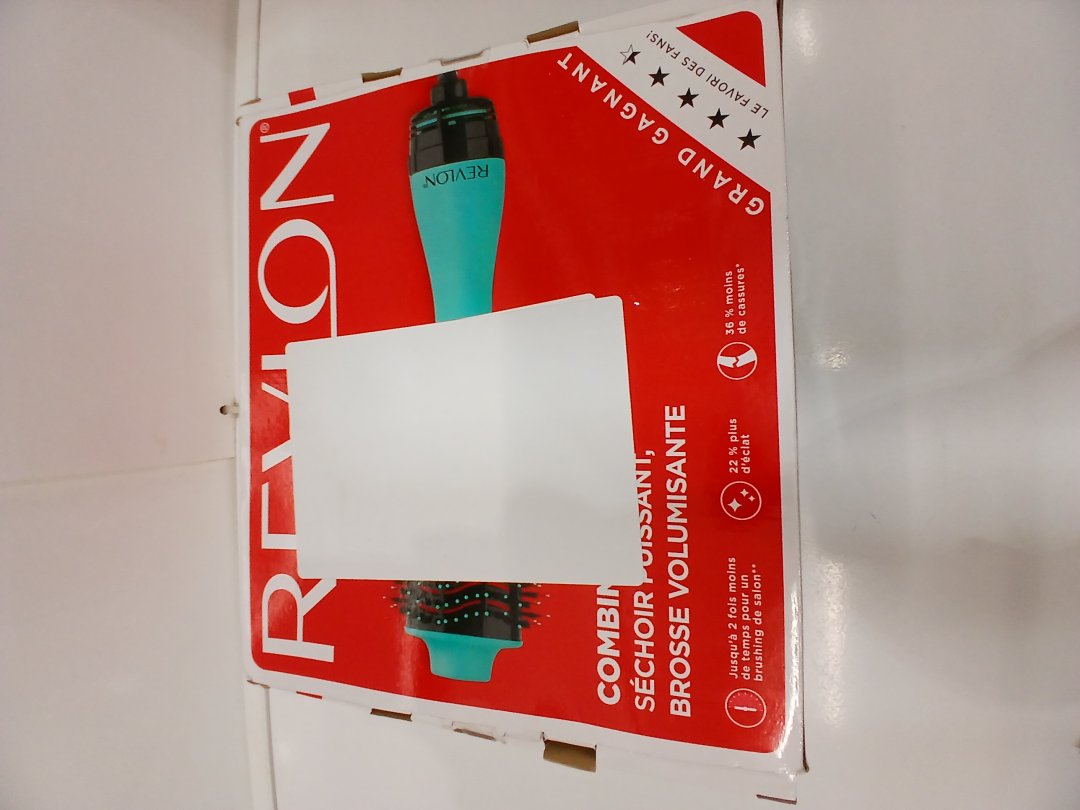 REVLON®
REVLON®
GRAND GAGNANT
LE FAVORI DES FANS!
SÉCHOIR PUISSANT,
BROSSE VOLUMISANTE
Jusqu'à 2 fois moins
de temps pour un
brushing de salon**
22 % plus
d'éclat
36 % moins
de cassures*